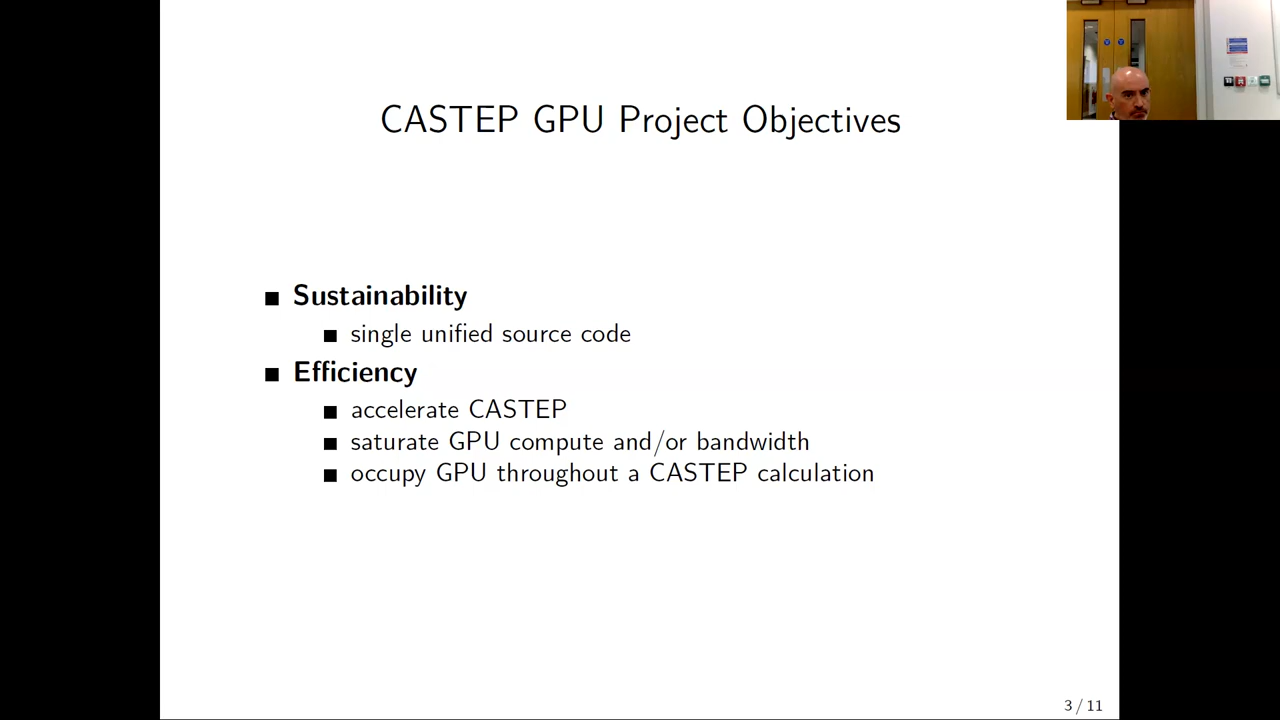 CASTEP GPU Project Objectives
Sustainability
single unified source code
Efficiency
accelerate CASTEP
saturate GPU compute and/or bandwidth
occupy GPU throughout a CASTEP calculation
3 / 11